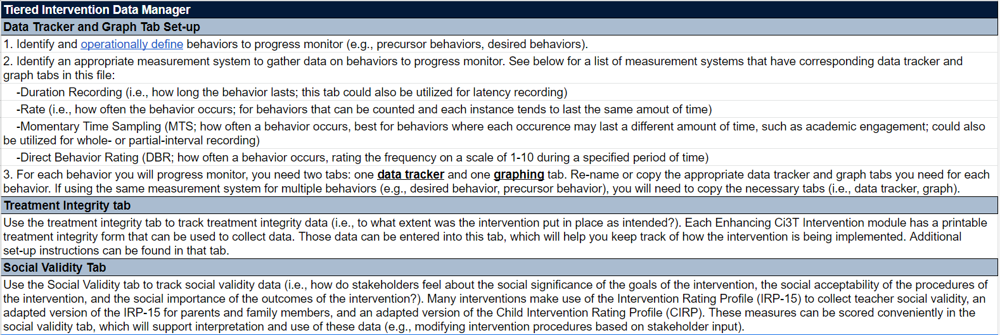 Tiered Intervention Data Manager
Data Tracker and Graph Tab Set-up
1. Identify and operationally define behaviors to progress monitor (e.g., precursor behaviors, desired behaviors).
2. Identify an appropriate measurement system to gather data on behaviors to progress monitor. See below for a list of measurement systems that have corresponding data tracker and
graph tabs in this file:
-Duration Recording (i.e., how long the behavior lasts; this tab could also be utilized for latency recording)
-Rate (i.e., how often the behavior occurs; for behaviors that can be counted and each instance tends to last the same amout of time)
-Momentary Time Sampling (MTS; how often a behavior occurs, best for behaviors where each occurence may last a different amount of time, such as academic engagement; could also
be utilized for whole- or partial-interval recording)
-Direct Behavior Rating (DBR; how often a behavior occurs, rating the frequency on a scale of 1-10 during a specified period of time)
3. For each behavior you will progress monitor, you need two tabs: one data tracker and one graphing tab. Re-name or copy the appropriate data tracker and graph tabs you need for each
behavior. If using the same measurement system for multiple behaviors (e.g., desired behavior, precursor behavior), you will need to copy the necessary tabs (i.e., data tracker, graph).
Treatment Integrity tab
Use the treatment integrity tab to track treatment integrity data (i.e., to what extent was the intervention put in place as intended?). Each Enhancing Ci3T Intervention module has a printable
treatment integrity form that can be used to collect data. Those data can be entered into this tab, which will help you keep track of how the intervention is being implemented. Additional
set-up instructions can be found in that tab.
Social Validity Tab
Use the Social Validity tab to track social validity data (i.e., how do stakeholders feel about the social significance of the goals of the intervention, the social acceptability of the procedures of
the intervention, and the social importance of the outcomes of the intervention?). Many interventions make use of the Intervention Rating Profile (IRP-15) to collect teacher social validity, an
adapted version of the IRP-15 for parents and family members, and an adapted version of the Child Intervention Rating Profile (CIRP). These measures can be scored conveniently in the
social validity tab, which will support interpretation and use of these data (e.g., modifying intervention procedures based on stakeholder input).